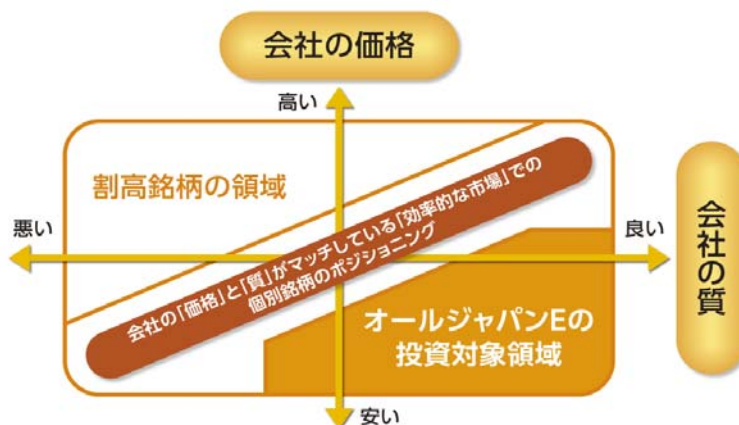 会社の価格
高い
割高銘柄の領域
会社の「価格」と「質」がマッチしている「効率的な市場」での
個別銘柄のポジショニング
悪い
良い
会社の質
オールジャパンEの
投資対象領域
安い